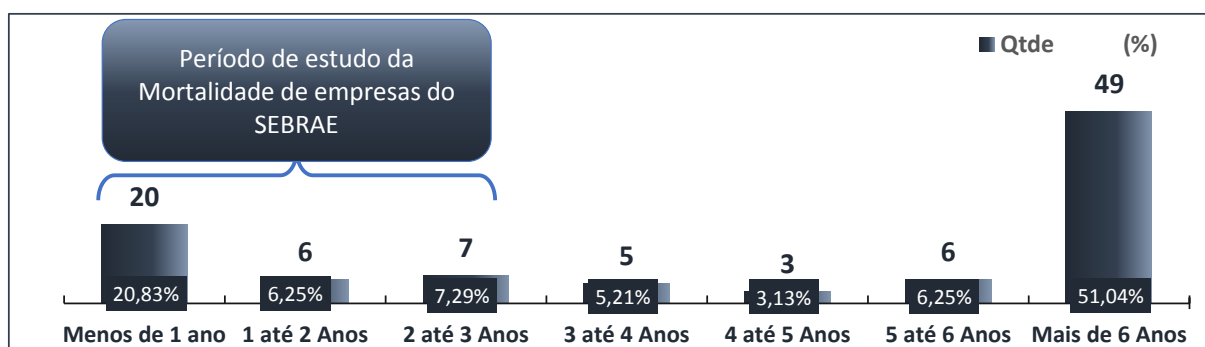 Período de estudo da
Mortalidade de empresas do
SEBRAE
Qtde (%)
20
6
7
5
3
6
49
20,83%
6,25%
7,29%
5,21%
3,13%
6,25%
51,04%
Menos de 1 ano
1 até 2 Anos
2 até 3 Anos
3 até 4 Anos
4 até 5 Anos
5 até 6 Anos
Mais de 6 Anos